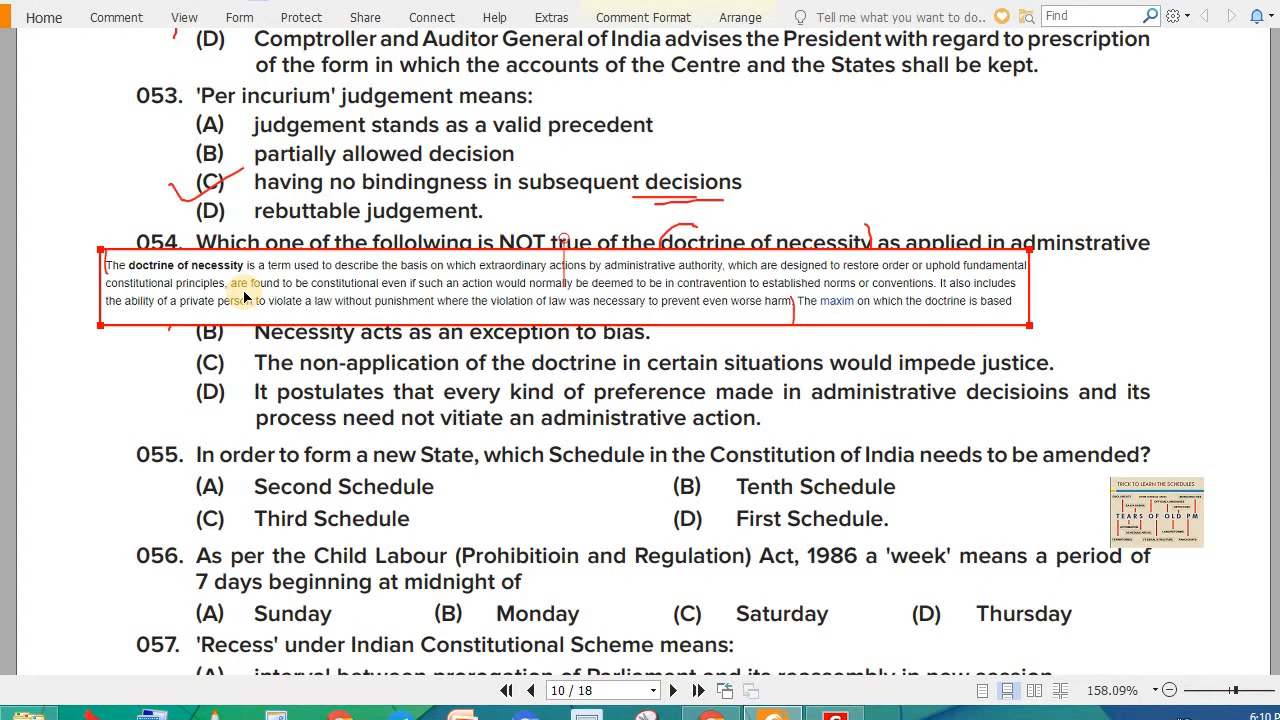 Home Comment View Form Protect Share Connect Help Extras Comment Format Arrange Tell me what you want to do.. Find
(D) Comptroller and Auditor General of India advises the President with regard to prescription
of the form in which the accounts of the Centre and the States shall be kept.
053. 'Per incurium' judgement means:
(A) judgement stands as a valid precedent
(B) partially allowed decision
(C) having no bindingness in subsequent decisions
(D) rebuttable judgement.
054. Which one of the follolwing is NOT true of the doctrine of necessity as applied in adminstrative
The doctrine of necessity is a term used to describe the basis on which extraordinary actions by administrative authority, which are designed to restore order or uphold fundamental
constitutional principles, are found to be constitutional even if such an action would normally be deemed to be in contravention to established norms or conventions. It also includes
the ability of a private person to violate a law without punishment where the violation of law was necessary to prevent even worse harm. The maxim on which the doctrine is based
(B) Necessity acts as an exception to bias.
(C) The non-application of the doctrine in certain situations would impede justice.
(D) It postulates that every kind of preference made in administrative decisioins and its
process need not vitiate an administrative action.
055. In order to form a new State, which Schedule in the Constitution of India needs to be amended?
(A) Second Schedule (B) Tenth Schedule
(C) Third Schedule (D) First Schedule.
TRICK TO LEARN THE SCHEDULES
TEARS OF OLD PM
056. As per the Child Labour (Prohibitioin and Regulation) Act, 1986 a 'week' means a period of
7 days beginning at midnight of
(A) Sunday (B) Monday (C) Saturday (D) Thursday
057. 'Recess' under Indian Constitutional Scheme means:
(A) interval between prorogation of Parliament and its reassembly in new session
10 / 18 158.09%
6:10 P